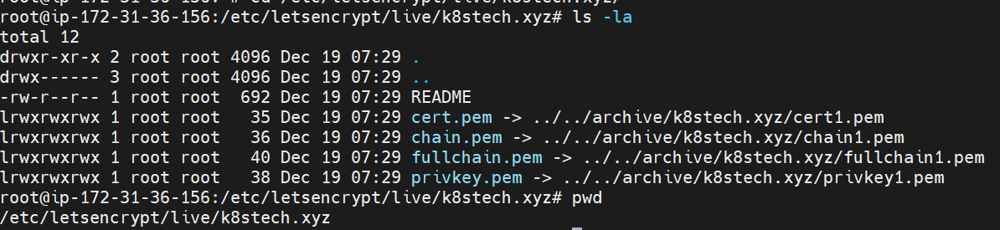 root@ip-172-31-36-156:/etc/letsencrypt/live/k8stech.xyz# ls -la
total 12
drwxr-xr-x 2 root root 4096 Dec 19 07:29 .
drwx------ 3 root root 4096 Dec 19 07:29 ..
-rw-r--r-- 1 root root  692 Dec 19 07:29 README
lrwxrwxrwx 1 root root   35 Dec 19 07:29 cert.pem -> ../../archive/k8stech.xyz/cert1.pem
lrwxrwxrwx 1 root root   36 Dec 19 07:29 chain.pem -> ../../archive/k8stech.xyz/chain1.pem
lrwxrwxrwx 1 root root   40 Dec 19 07:29 fullchain.pem -> ../../archive/k8stech.xyz/fullchain1.pem
lrwxrwxrwx 1 root root   38 Dec 19 07:29 privkey.pem -> ../../archive/k8stech.xyz/privkey1.pem
root@ip-172-31-36-156:/etc/letsencrypt/live/k8stech.xyz# pwd
/etc/letsencrypt/live/k8stech.xyz